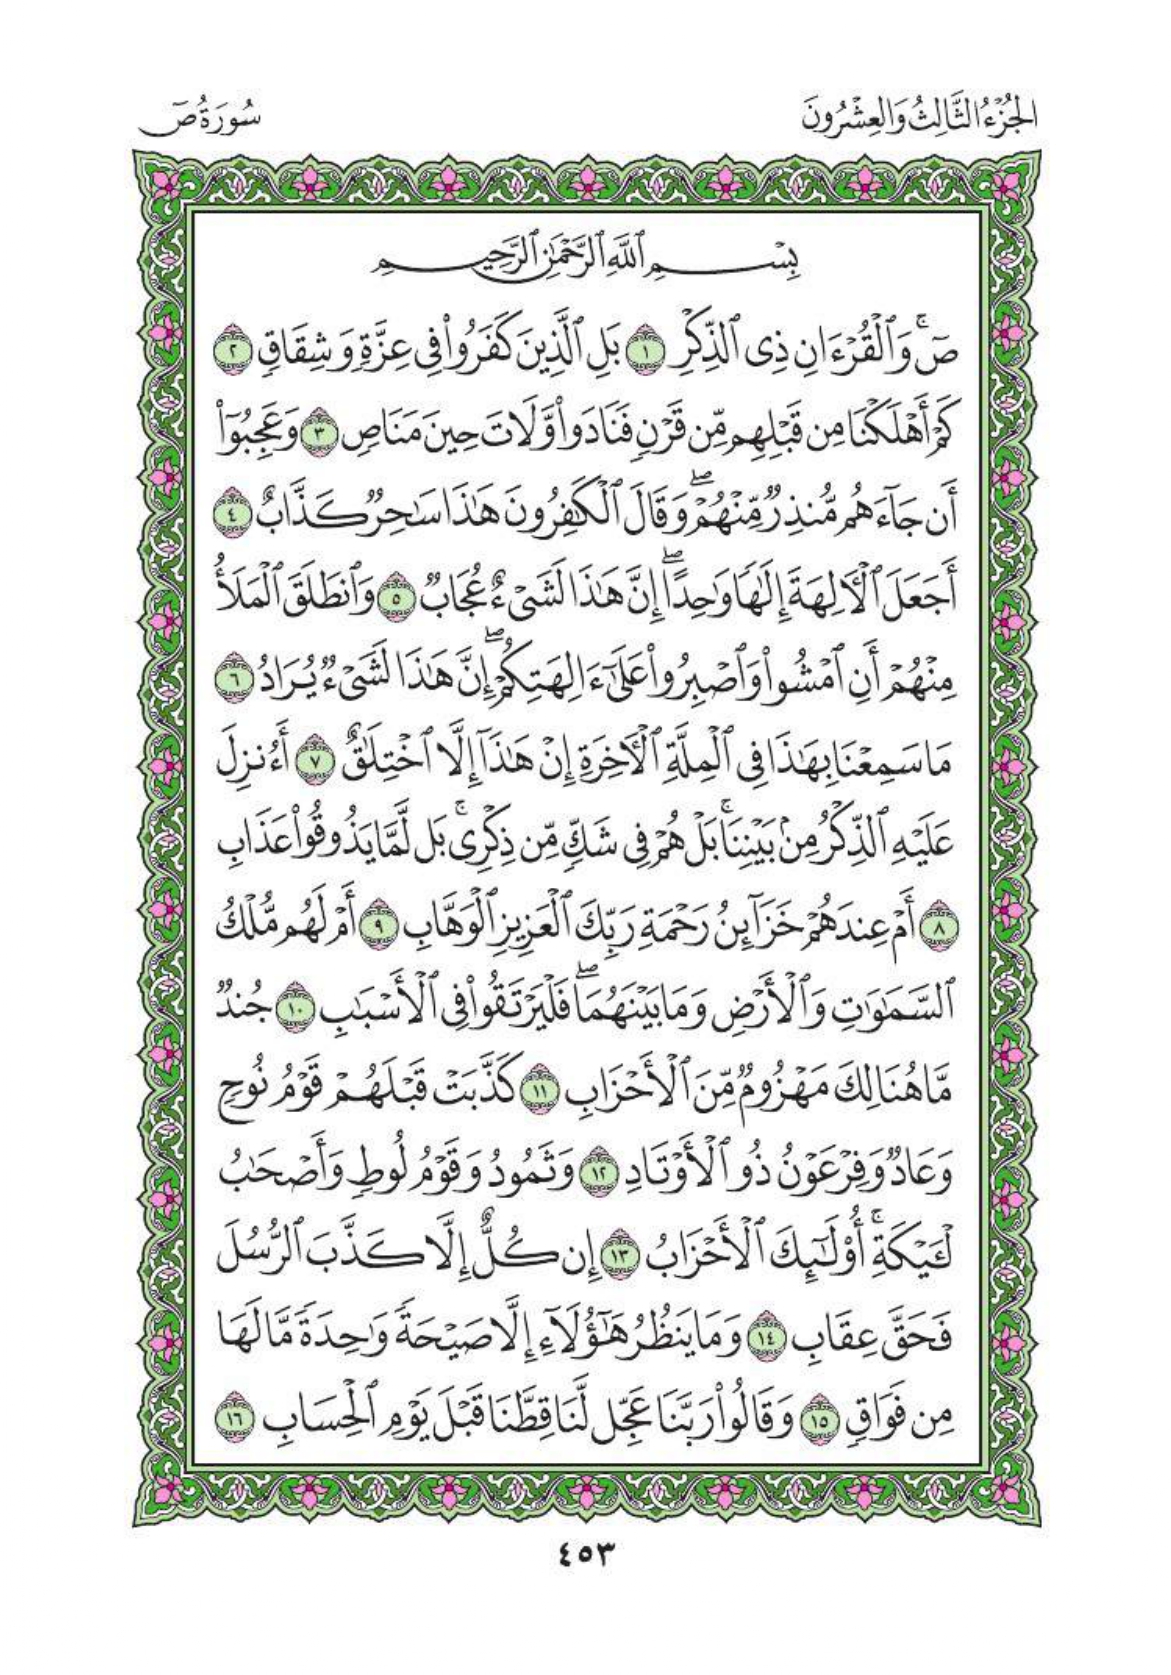 الجُزْءُ الثَّالِثُ وَالعِشْرُونَ
سُورَةُ صٓ
بِسْمِ ٱللَّهِ ٱلرَّحْمَٰنِ ٱلرَّحِيمِ
صٓۚ وَٱلْقُرْءَانِ ذِى ٱلذِّكْرِ ١ بَلِ ٱلَّذِينَ كَفَرُوا۟ فِى عِزَّةٍ وَشِقَاقٍ ٢
كَمْ أَهْلَكْنَا مِن قَبْلِهِم مِّن قَرْنٍ فَنَادَوا۟ وَّلَاتَ حِينَ مَنَاصٍ ٣ وَعَجِبُوٓا۟
أَن جَآءَهُم مُّنذِرٌ مِّنْهُمْۖ وَقَالَ ٱلْكَٰفِرُونَ هَٰذَا سَٰحِرٌ كَذَّابٌ ٤
أَجَعَلَ ٱلْءَالِهَةَ إِلَٰهًا وَٰحِدًاۖ إِنَّ هَٰذَا لَشَىْءٌ عُجَابٌ ٥ وَٱنطَلَقَ ٱلْمَلَأُ
مِنْهُمْ أَنِ ٱمْشُوا۟ وَٱصْبِرُوا۟ عَلَىٰٓ ءَالِهَتِكُمْۖ إِنَّ هَٰذَا لَشَىْءٌ يُرَادُ ٦
مَا سَمِعْنَا بِهَٰذَا فِى ٱلْمِلَّةِ ٱلْءَاخِرَةِ إِنْ هَٰذَآ إِلَّا ٱخْتِلَٰقٌ ٧ أَءُنزِلَ
عَلَيْهِ ٱلذِّكْرُ مِنۢ بَيْنِنَاۚ بَلْ هُمْ فِى شَكٍّ مِّن ذِكْرِىۚ بَل لَّمَّا يَذُوقُوا۟ عَذَابِ
٨ أَمْ عِندَهُمْ خَزَآئِنُ رَحْمَةِ رَبِّكَ ٱلْعَزِيزِ ٱلْوَهَّابِ ٩ أَمْ لَهُم مُّلْكُ
ٱلسَّمَٰوَٰتِ وَٱلْأَرْضِ وَمَا بَيْنَهُمَاۖ فَلْيَرْتَقُوا۟ فِى ٱلْأَسْبَٰبِ ١٠ جُندٌ
مَّا هُنَالِكَ مَهْزُومٌ مِّنَ ٱلْأَحْزَابِ ١١ كَذَّبَتْ قَبْلَهُمْ قَوْمُ نُوحٍ
وَعَادٌ وَفِرْعَوْنُ ذُو ٱلْأَوْتَادِ ١٢ وَثَمُودُ وَقَوْمُ لُوطٍ وَأَصْحَٰبُ
لْـَٔيْكَةِۚ أُو۟لَٰٓئِكَ ٱلْأَحْزَابُ ١٣ إِن كُلٌّ إِلَّا كَذَّبَ ٱلرُّسُلَ
فَحَقَّ عِقَابِ ١٤ وَمَا يَنظُرُ هَٰٓؤُلَآءِ إِلَّا صَيْحَةً وَٰحِدَةً مَّا لَهَا
مِن فَوَاقٍ ١٥ وَقَالُوا۟ رَبَّنَا عَجِّل لَّنَا قِطَّنَا قَبْلَ يَوْمِ ٱلْحِسَابِ ١٦
٤٥٣